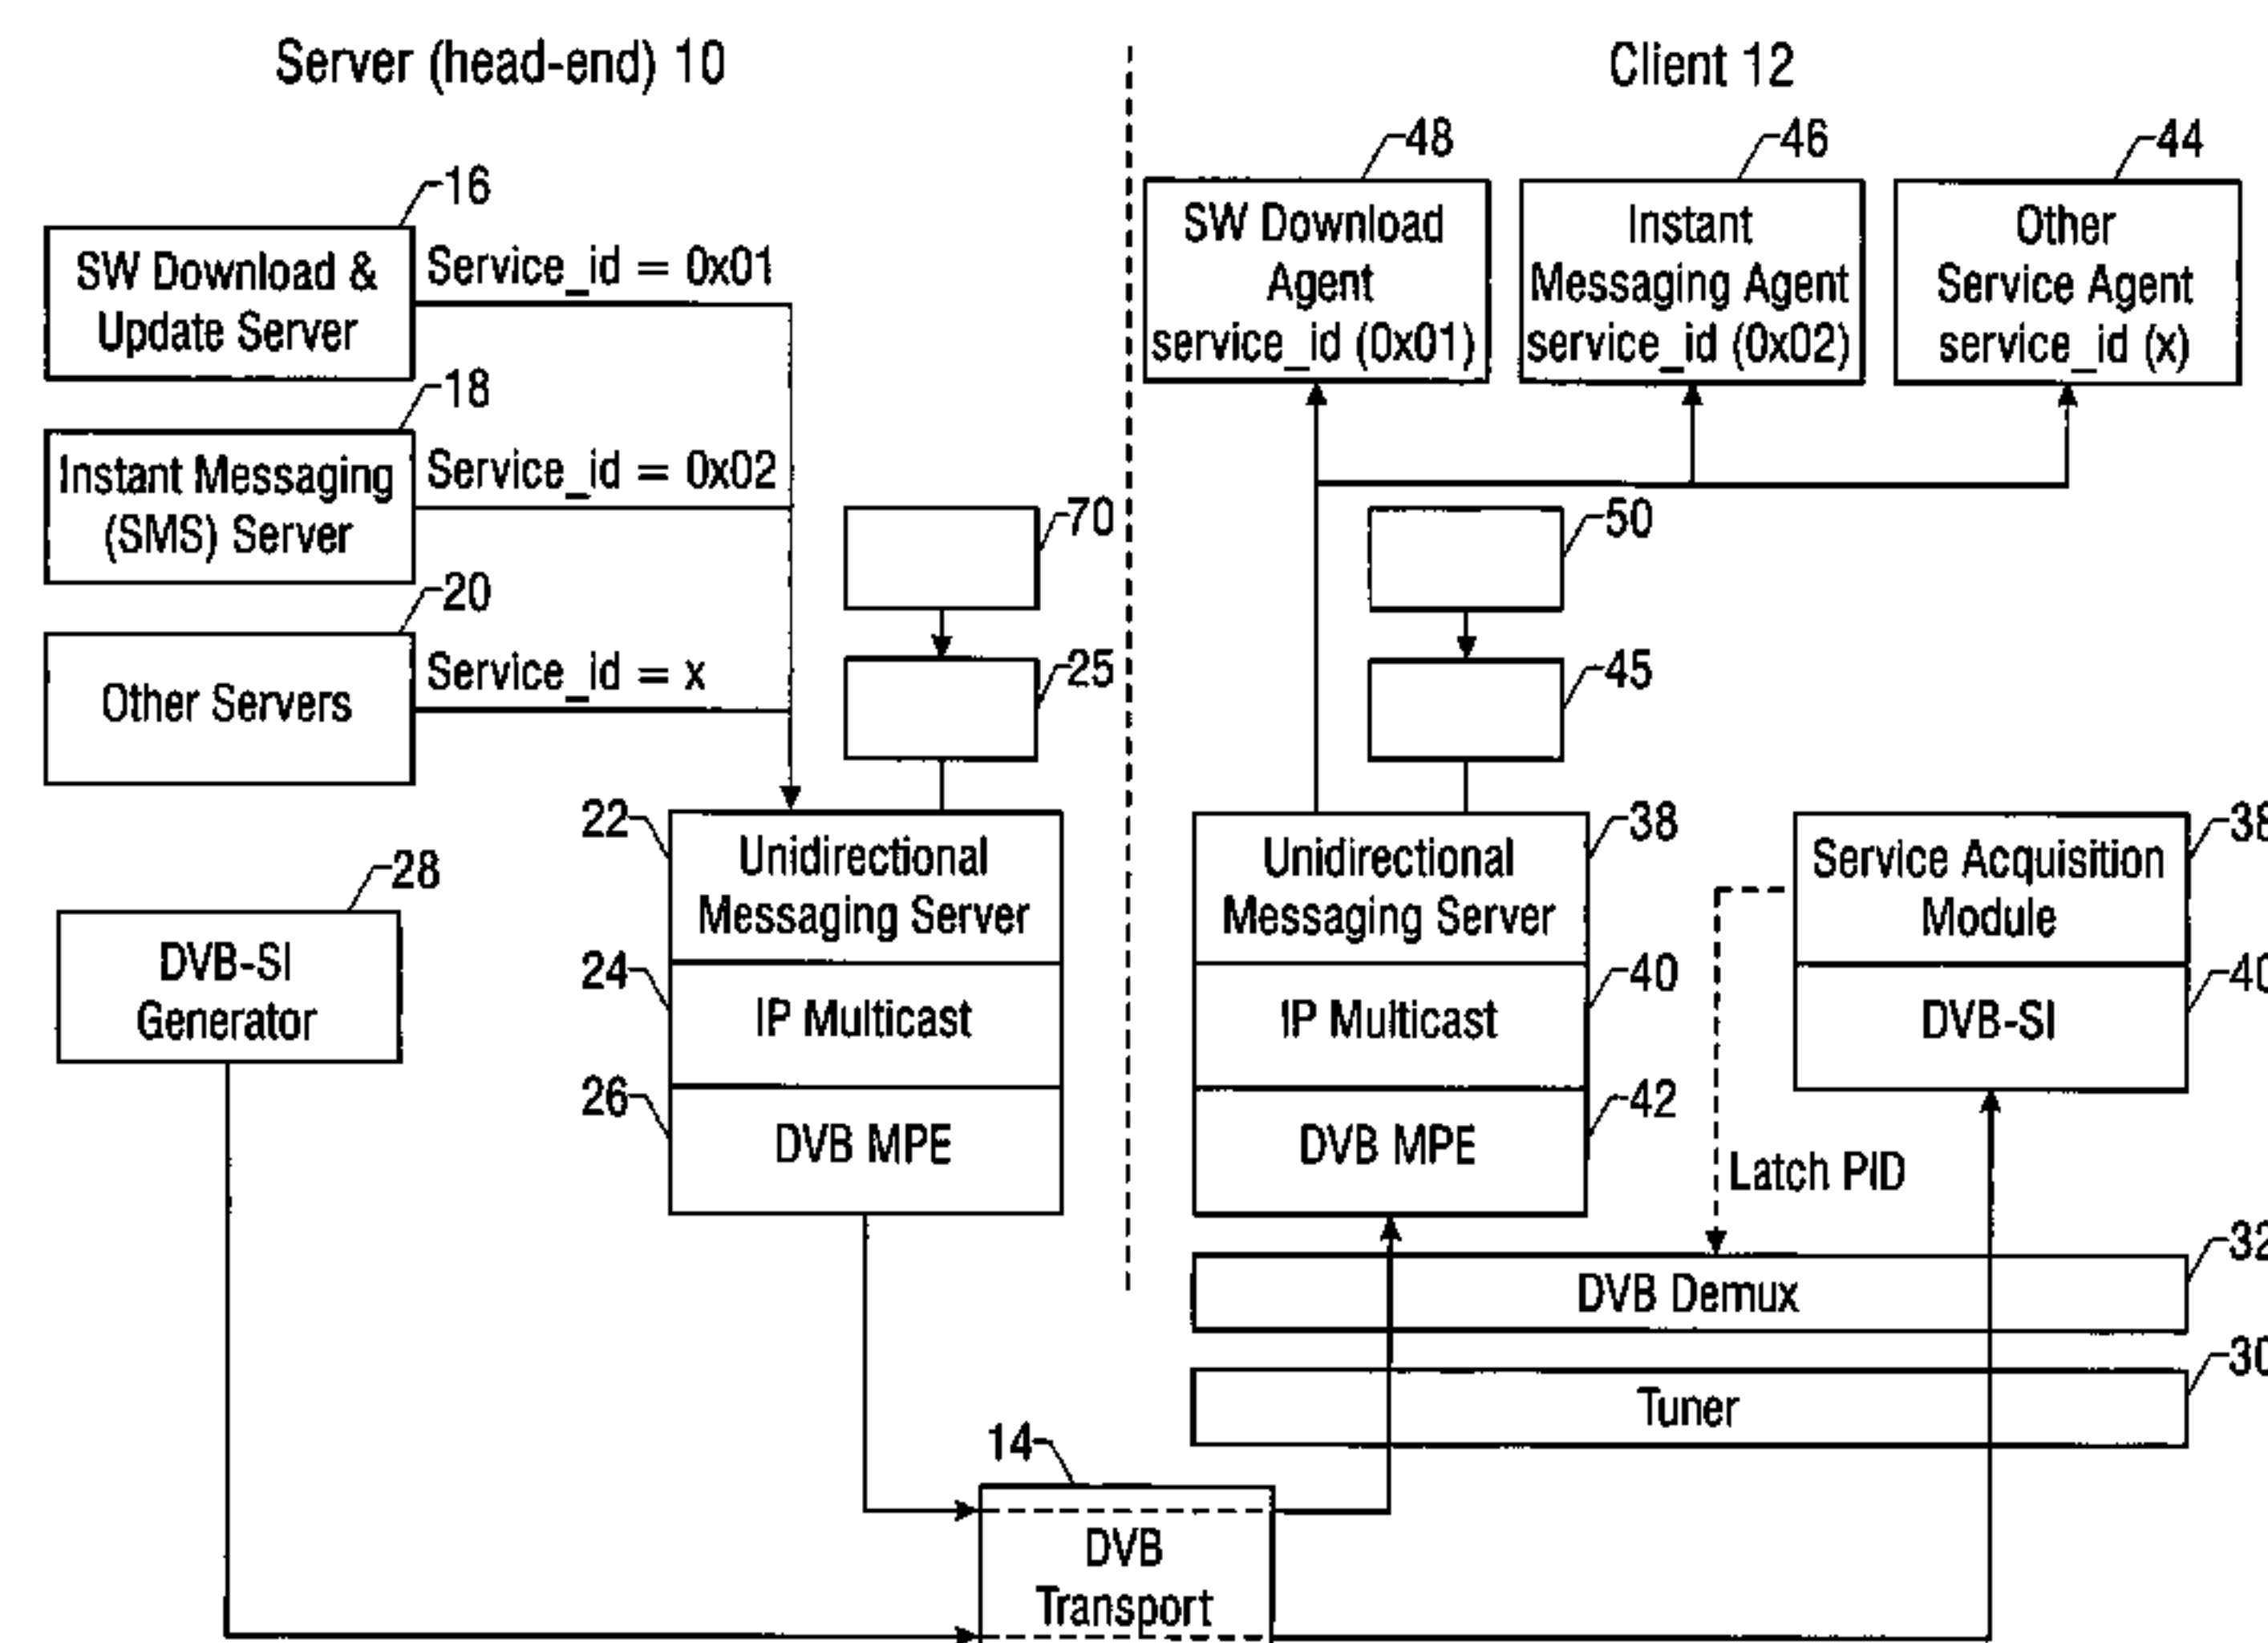 Server (head-end) 10
Client 12
16
SW Download &
Update Server
Service_id = 0x01
18
Instant Messaging
(SMS) Server
Service_id = 0x02
20
Other Servers
Service_id = x
70
25
22
Unidirectional
Messaging Server
24
IP Multicast
26
DVB MPE
28
DVB-SI
Generator
48
SW Download
Agent
service_id (0x01)
46
Instant
Messaging Agent
service_id (0x02)
44
Other
Service Agent
service_id (x)
50
45
Unidirectional
Messaging Server
38
IP Multicast
40
DVB MPE
42
Service Acquisition
Module
38
DVB-SI
40
Latch PID
DVB Demux
32
Tuner
30
14
DVB
Transport